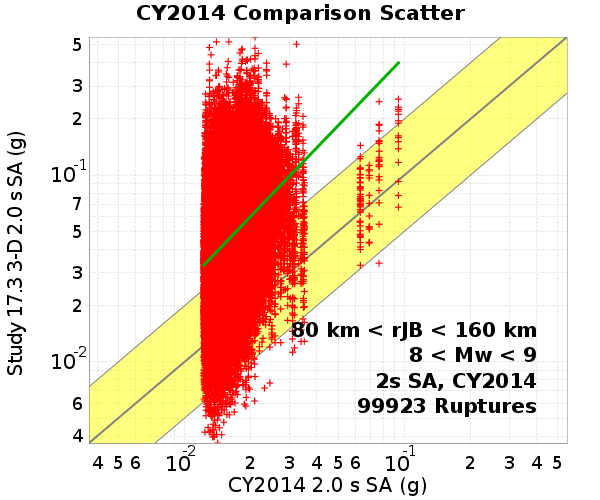 CY2014 Comparison Scatter
Study 17.3 3-D 2.0 s SA (g)
5
3
2
10-1
7
5
3
2
10-2
6
4
80 km < rJB < 160 km
8 < Mw < 9
2s SA, CY2014
99923 Ruptures
4 5 6 10-2 2 3 4 5 6 10-1 2 3 4 5
CY2014 2.0 s SA (g)